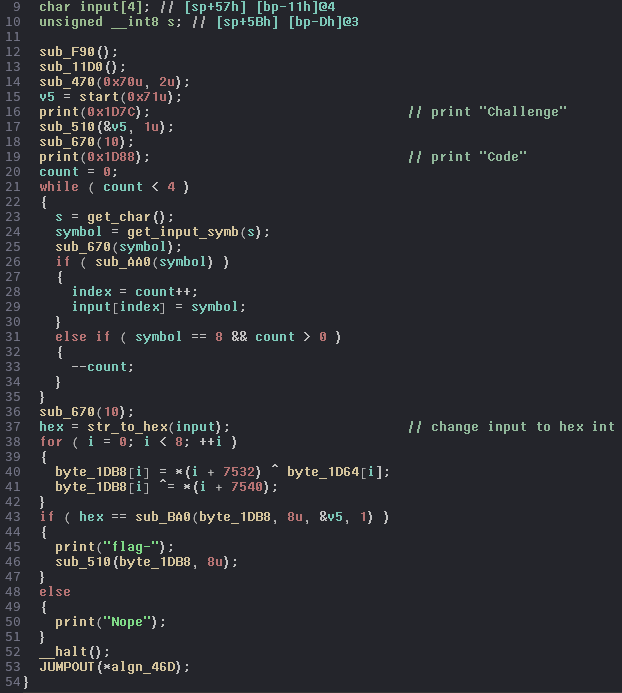 9 char input[4]; // [sp+57h] [bp-11h]@4
10 unsigned __int8 s; // [sp+5Bh] [bp-Dh]@3
11
12 sub_F90();
13 sub_11D0();
14 sub_470(0x70u, 2u);
15 v5 = start(0x71u);
16 print(0x1D7C); // print "Challenge"
17 sub_510(&v5, 1u);
18 sub_670(10);
19 print(0x1D88); // print "Code"
20 count = 0;
21 while ( count < 4 )
22 {
23 s = get_char();
24 symbol = get_input_symb(s);
25 sub_670(symbol);
26 if ( sub_AA0(symbol) )
27 {
28 index = count++;
29 input[index] = symbol;
30 }
31 else if ( symbol == 8 && count > 0 )
32 {
33 --count;
34 }
35 }
36 sub_670(10);
37 hex = str_to_hex(input); // change input to hex int
38 for ( i = 0; i < 8; ++i )
39 {
40 byte_1DB8[i] = *(i + 7532) ^ byte_1D64[i];
41 byte_1DB8[i] ^= *(i + 7540);
42 }
43 if ( hex == sub_BA0(byte_1DB8, 8u, &v5, 1) )
44 {
45 print("flag-");
46 sub_510(byte_1DB8, 8u);
47 }
48 else
49 {
50 print("Nope");
51 }
52 __halt();
53 JUMPOUT(*algn_46D);
54 }